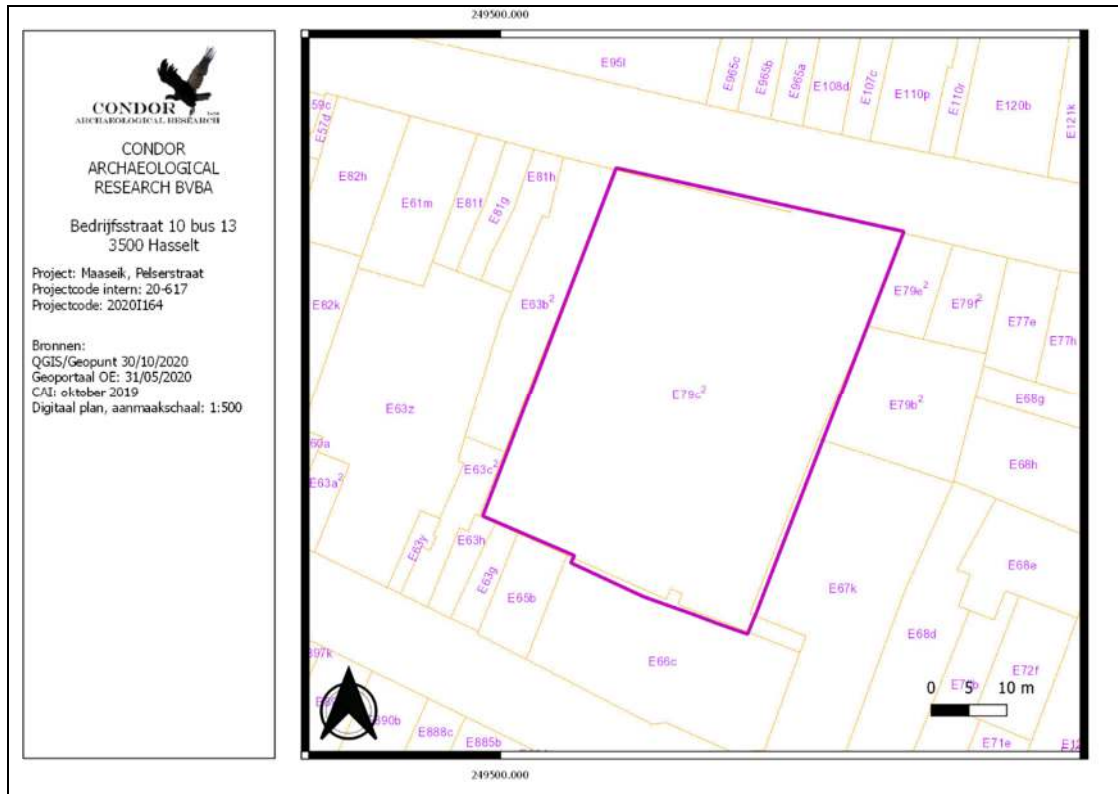 249500.000
CONDOR
ARCHAEOLOGICAL RESEARCH
CONDOR
ARCHAEOLOGICAL
RESEARCH BVBA
Bedrijfsstraat 10 bus 13
3500 Hasselt
Project: Maaseik, Pelserstraat
Projectcode intern: 20-617
Projectcode: 2020I164
Bronnen:
QGIS/Geopunt 30/10/2020
Geoportaal OE: 31/05/2020
CAI: oktober 2019
Digitaal plan, aanmaakschaal: 1:500
E95l
E965c
E965b
E965a
E108d
E107c
E110p
E110r
E120b
E121k
59c
E57d
E82h
E61m
E81f
E81g
E81h
E63b²
E79e²
E79f²
E77e
E77h
E82k
E79c²
E79b²
E68g
E63z
E68h
E63c²
E63a²
E63y
E63h
E63g
E65b
E67k
E68e
E68d
E66c
E72f
0 5 10 m
E888c
E885b
E71e
249500.000